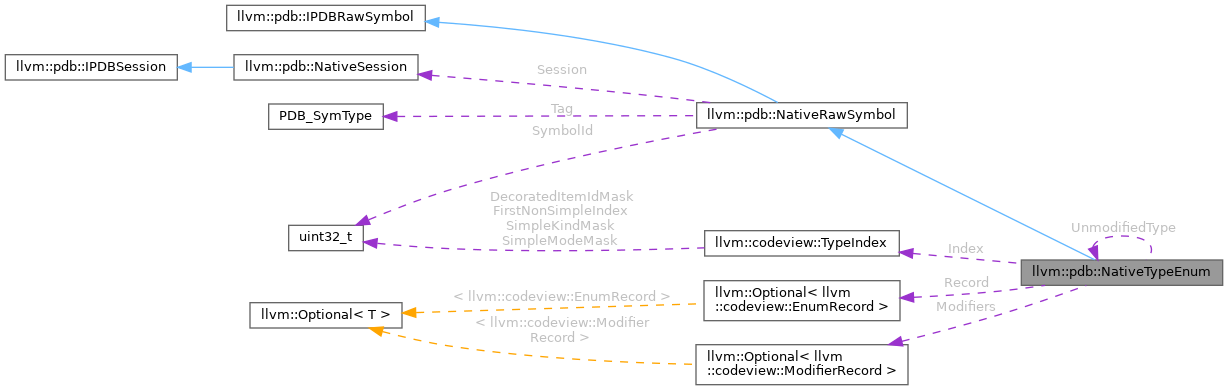 llvm::pdb::IPDBRawSymbol
llvm::pdb::IPDBSession
llvm::pdb::NativeSession
Session
PDB_SymType
Tag
llvm::pdb::NativeRawSymbol
SymbolId
DecoratedItemIdMask
FirstNonSimpleIndex
SimpleKindMask
SimpleModeMask
uint32_t
llvm::codeview::TypeIndex
UnmodifiedType
Index
llvm::pdb::NativeTypeEnum
Record
Modifiers
llvm::Optional< llvm
::codeview::EnumRecord >
< llvm::codeview::EnumRecord >
llvm::Optional< T >
< llvm::codeview::Modifier
Record >
llvm::Optional< llvm
::codeview::ModifierRecord >